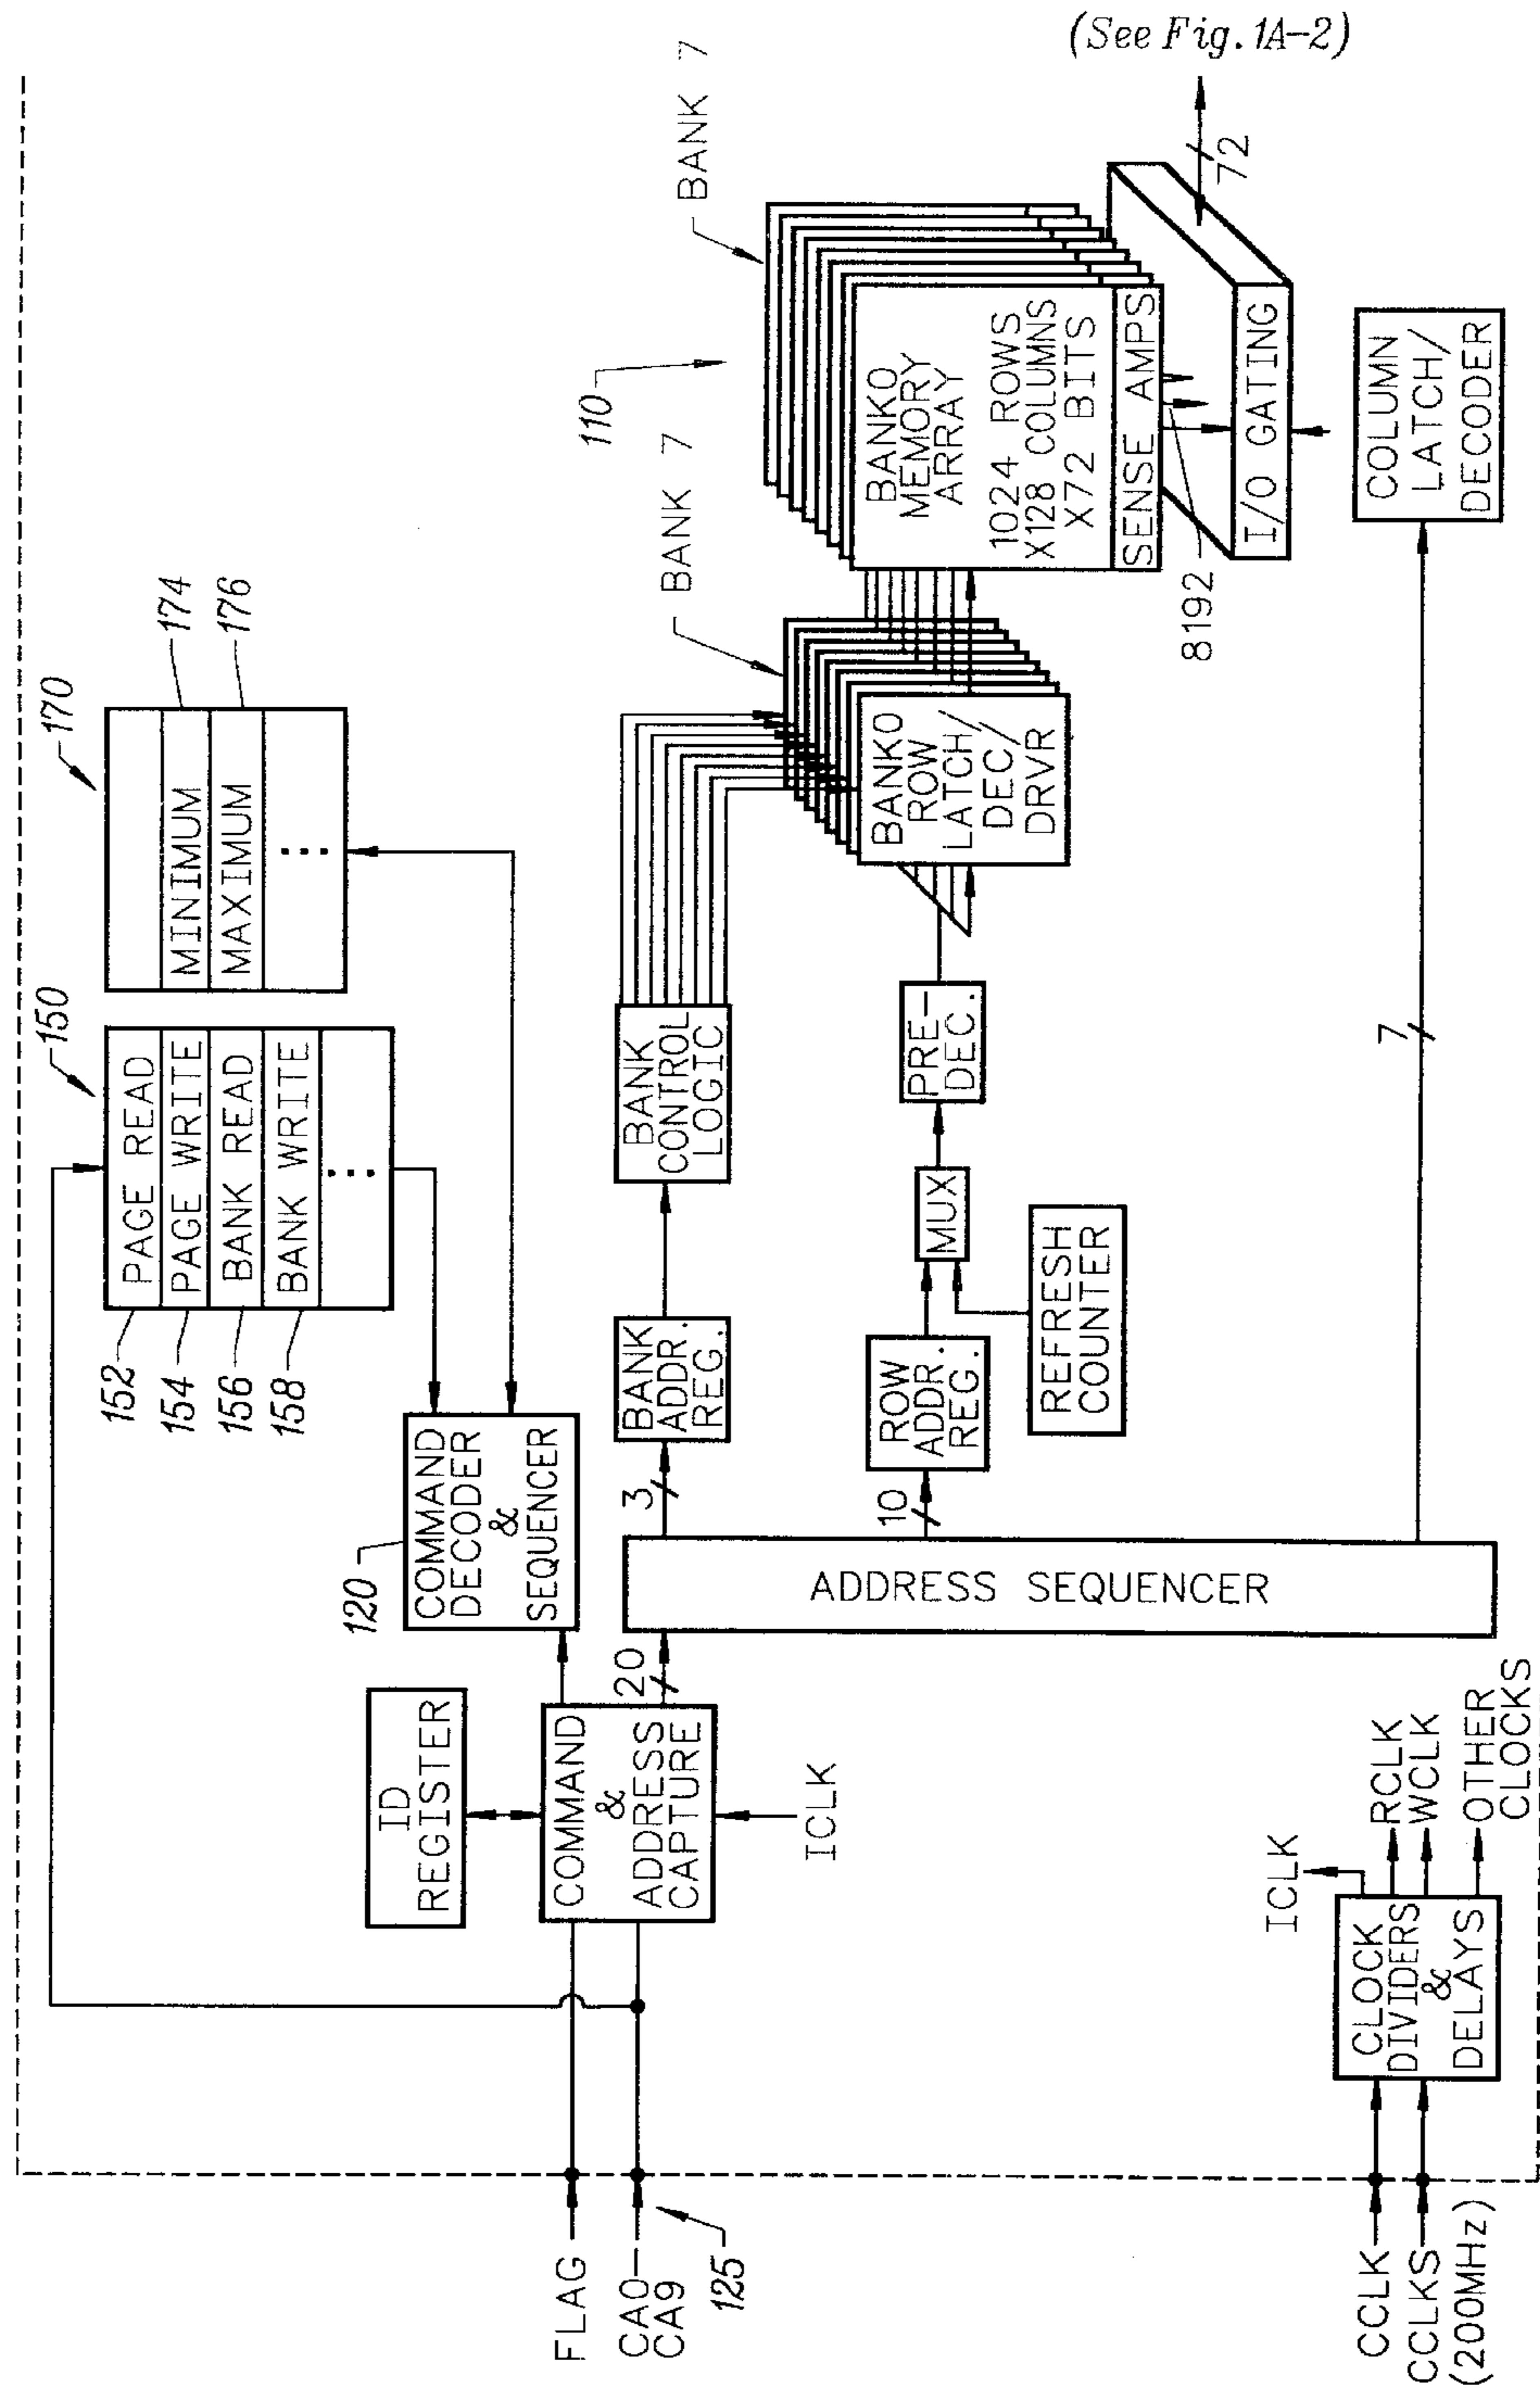 (See Fig. 1A-2)
BANK 7
BANK 7
110
170
174
176
MINIMUM
MAXIMUM
...
150
PAGE READ
PAGE WRITE
BANK READ
BANK WRITE
...
152
154
156
158
120
COMMAND
DECODER
&
SEQUENCER
ID
REGISTER
COMMAND
&
ADDRESS
CAPTURE
ICLK
20
ADDRESS SEQUENCER
3
10
7
BANK
ADDR.
REG.
BANK
CONTROL
LOGIC
ROW
ADDR.
REG.
REFRESH
COUNTER
MUX
PRE-
DEC.
BANK0
ROW
LATCH/
DEC/
DRVR
BANK0
MEMORY
ARRAY
1024 ROWS
X128 COLUMNS
X72 BITS
SENSE AMPS
8192
I/O GATING
72
COLUMN
LATCH/
DECODER
FLAG
CA0-
CA9
125
CCLK
CCLKS
(200MHz)
CLOCK
DIVIDERS
&
DELAYS
ICLK
RCLK
WCLK
OTHER
CLOCKS